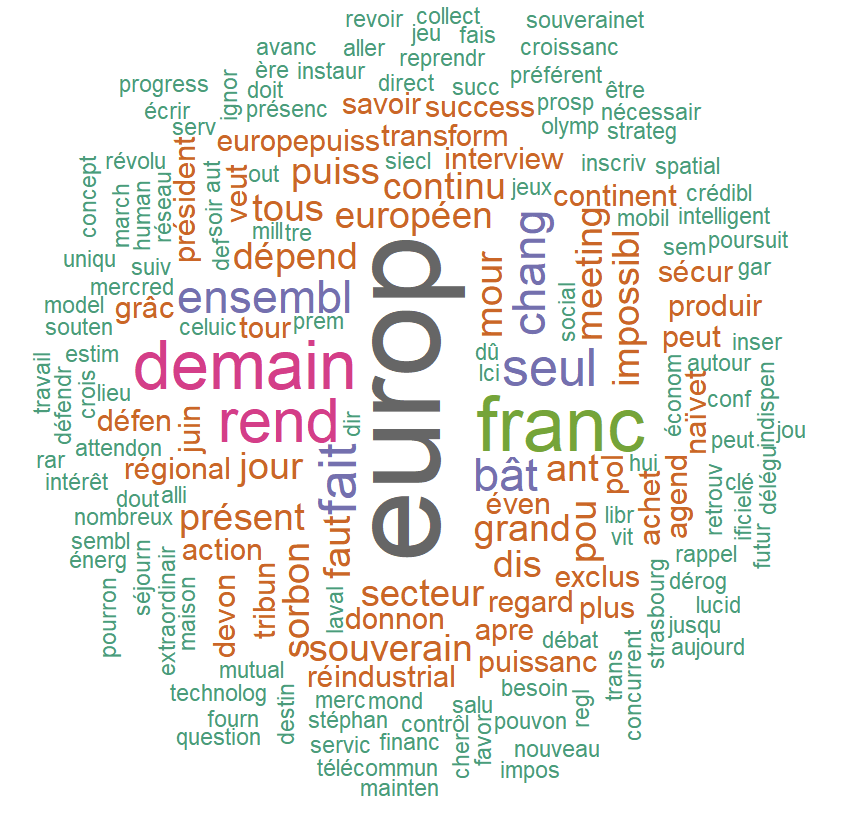 revoir collect souverainet
jeu fais
avanc aller croissanc
reprendr
ère instaur
progress direct succ préférent être
ignor doit
écrir présenc savoir success prosp nécessair
serv olymp strateg
europepuiss transform
président révolu siecl interview inscriv spatial
concept aut out puiss
veut continu jeux continent crédibl
march human réseau soir tous européen mobil intelligent
def mill tre chang meeting impossibl sem poursuit
uniqu suiv dépend europ mour sécur gar
mercred ensembl social
model grâc produir
souten celuic tour prem peut inser
estim demain dû seul économ autour
travail défendr crois lieu lci conf indispen
défen juin rend dir franc naïvet peut jou
attendon
rar régional jour fait bât ant pol hui clé
intérêt achet agend retrouv ificiel délégu futur
dout alli éven
nombreux présent grand pou libr
sembl faut vit rappel
énerg action dis exclus dérog
séjourn extraordinair maison devon tribun sorbon secteur strasbourg
pourron laval donnon regard plus lucid
apre débat jusqu
souverain puissanc aujourd
mutual réindustrial besoin trans concurrent
technolog destin merc mond salu regl
fourn stéphan contrôl favor pouvon
question servic financ cher nouveau
télécommun impos
mainten